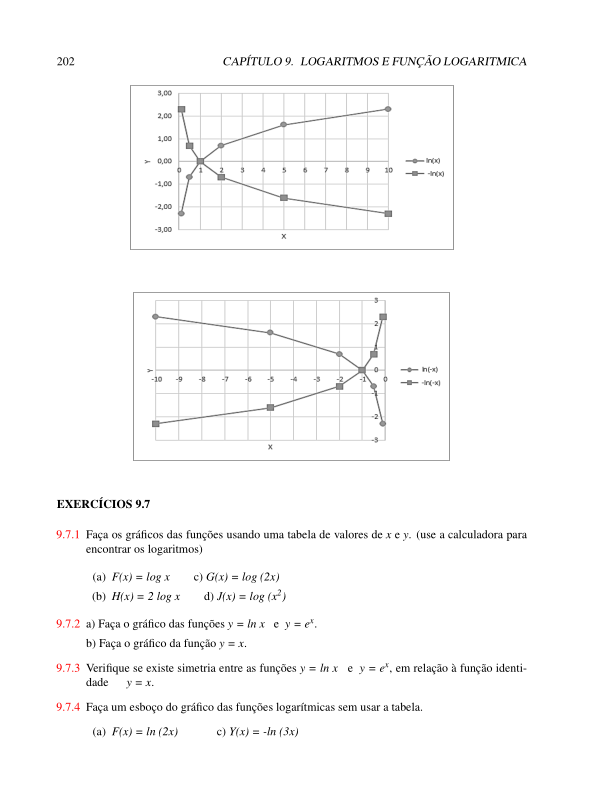 202 CAPÍTULO 9. LOGARITMOS E FUNÇÃO LOGARITMICA
3,00
2,00
1,00
0,00
-1,00
-2,00
-3,00
0 1 2 3 4 5 6 7 8 9 10
Y
X
ln(x)
-ln(x)
3
2
1
0
-1
-2
-3
-10 -9 -8 -7 -6 -5 -4 -3 -2 -1 0
Y
X
ln(-x)
-ln(-x)
EXERCÍCIOS 9.7
9.7.1 Faça os gráficos das funções usando uma tabela de valores de x e y. (use a calculadora para
encontrar os logaritmos)
(a) F(x) = log x c) G(x) = log (2x)
(b) H(x) = 2 log x d) J(x) = log (x²)
9.7.2 a) Faça o gráfico das funções y = ln x e y = eˣ.
b) Faça o gráfico da função y = x.
9.7.3 Verifique se existe simetria entre as funções y = ln x e y = eˣ, em relação à função identi-
dade y = x.
9.7.4 Faça um esboço do gráfico das funções logarítmicas sem usar a tabela.
(a) F(x) = ln (2x) c) Y(x) = -ln (3x)